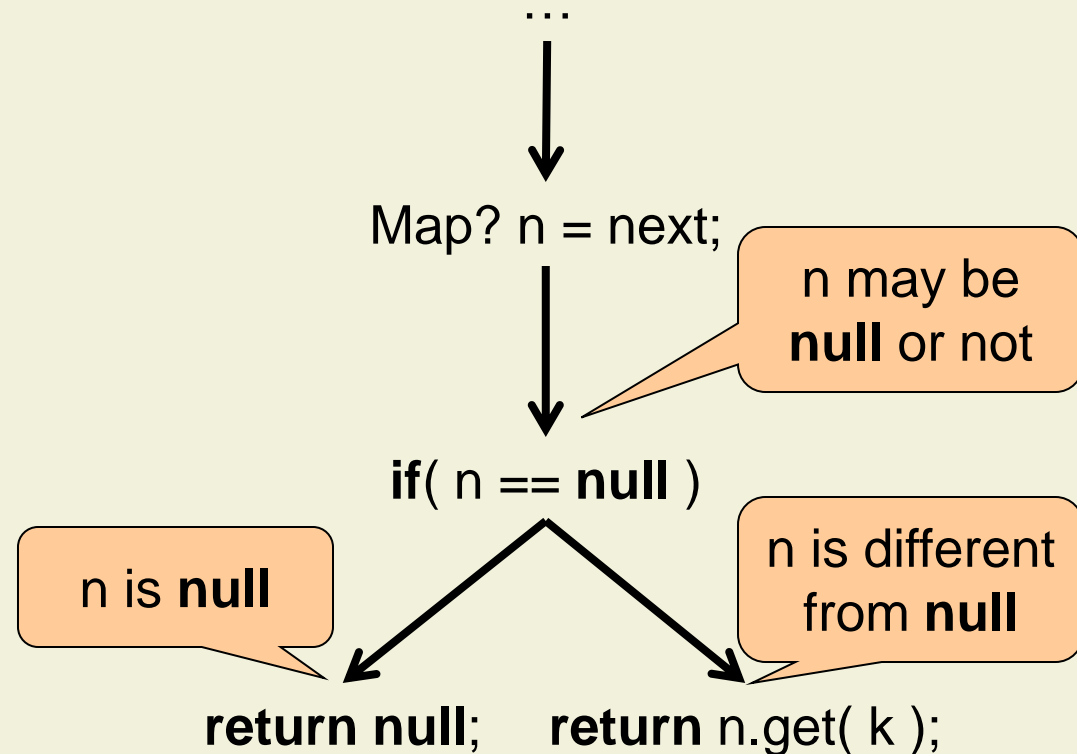 …
Map? n = next;
n may be
null or not
if( n == null )
n is null
n is different
from null
return null;
return n.get( k );